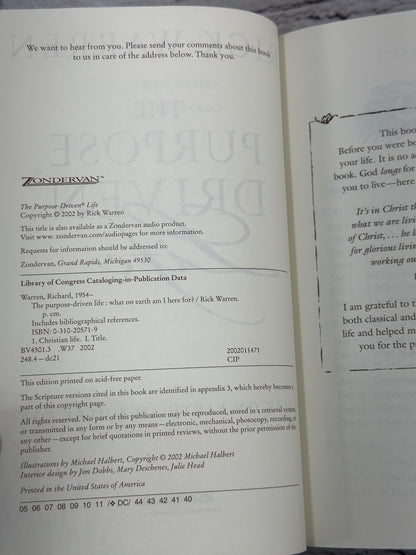 We want to hear from you. Please send your comments about this book
to us in care of the address below. Thank you.
ZONDERVAN™
The Purpose-Driven® Life
Copyright © 2002 by Rick Warren
This title is also available as a Zondervan audio product.
Visit www.zondervan.com/audiopages for more information.
Requests for information should be addressed to:
Zondervan, Grand Rapids, Michigan 49530
Library of Congress Cataloging-in-Publication Data
Warren, Richard, 1954–
The purpose-driven life : what on earth am I here for? / Rick Warren.
p. cm.
Includes bibliographical references.
ISBN: 0-310-20571-9
1. Christian life. I. Title.
BV4501.3 .W37 2002
248.4 – dc21
2002011471
CIP
This edition printed on acid-free paper.
The Scripture versions cited in this book are identified in appendix 3, which hereby becomes a
part of this copyright page.
All rights reserved. No part of this publication may be reproduced, stored in a retrieval system,
or transmitted in any form or by any means — electronic, mechanical, photocopy, recording, or
any other — except for brief quotations in printed reviews, without the prior permission of the
publisher.
Illustrations by Michael Halbert, Copyright © 2002 Michael Halbert
Interior design by Jim Dobbs, Mary Deschenes, Julie Head
Printed in the United States of America
05 06 07 08 09 10 11 /❖ DC/ 44 43 42 41 40
This boo
Before you were bo
your life. It is no a
book. God longs for
you to live—here
It's in Christ th
what we are livin
of Christ, . . . he h
for glorious livin
working ou
I am grateful to th
both classical and
life and helped m
you for the p